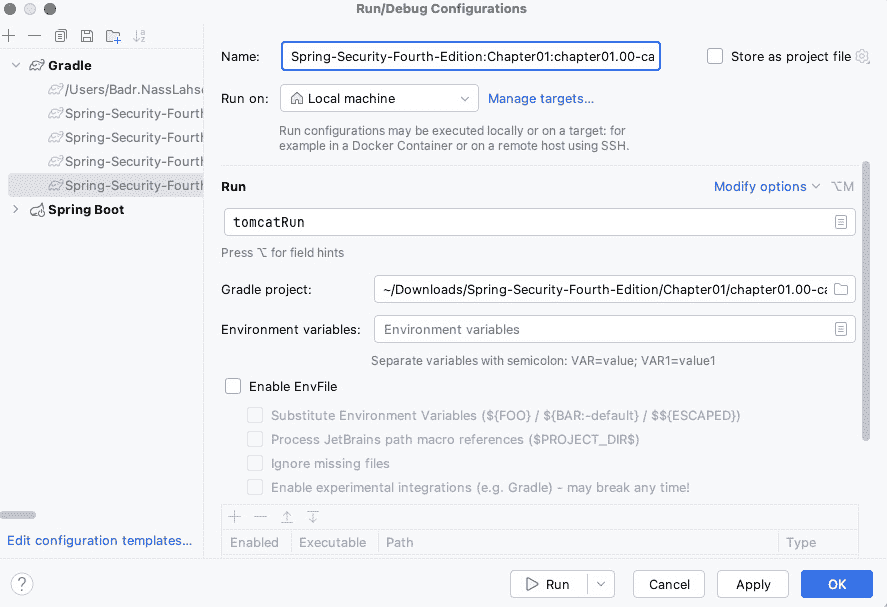 Run/Debug Configurations
Gradle
/Users/Badr.NassLahs
Spring-Security-Fourth
Spring-Security-Fourth
Spring-Security-Fourth
Spring-Security-Fourth
Spring Boot
Edit configuration templates...
Name:
Spring-Security-Fourth-Edition:Chapter01:chapter01.00-ca
Store as project file
Run on:
Local machine
Manage targets...
Run configurations may be executed locally or on a target: for
example in a Docker Container or on a remote host using SSH.
Run
Modify options
⌥M
tomcatRun
Press ⌥ for field hints
Gradle project:
~/Downloads/Spring-Security-Fourth-Edition/Chapter01/chapter01.00-ca
Environment variables:
Environment variables
Separate variables with semicolon: VAR=value; VAR1=value1
Enable EnvFile
Substitute Environment Variables (${FOO} / ${BAR:-default} / $${ESCAPED})
Process JetBrains path macro references ($PROJECT_DIR$)
Ignore missing files
Enable experimental integrations (e.g. Gradle) - may break any time!
Enabled Executable Path Type
?
Run
Cancel
Apply
OK